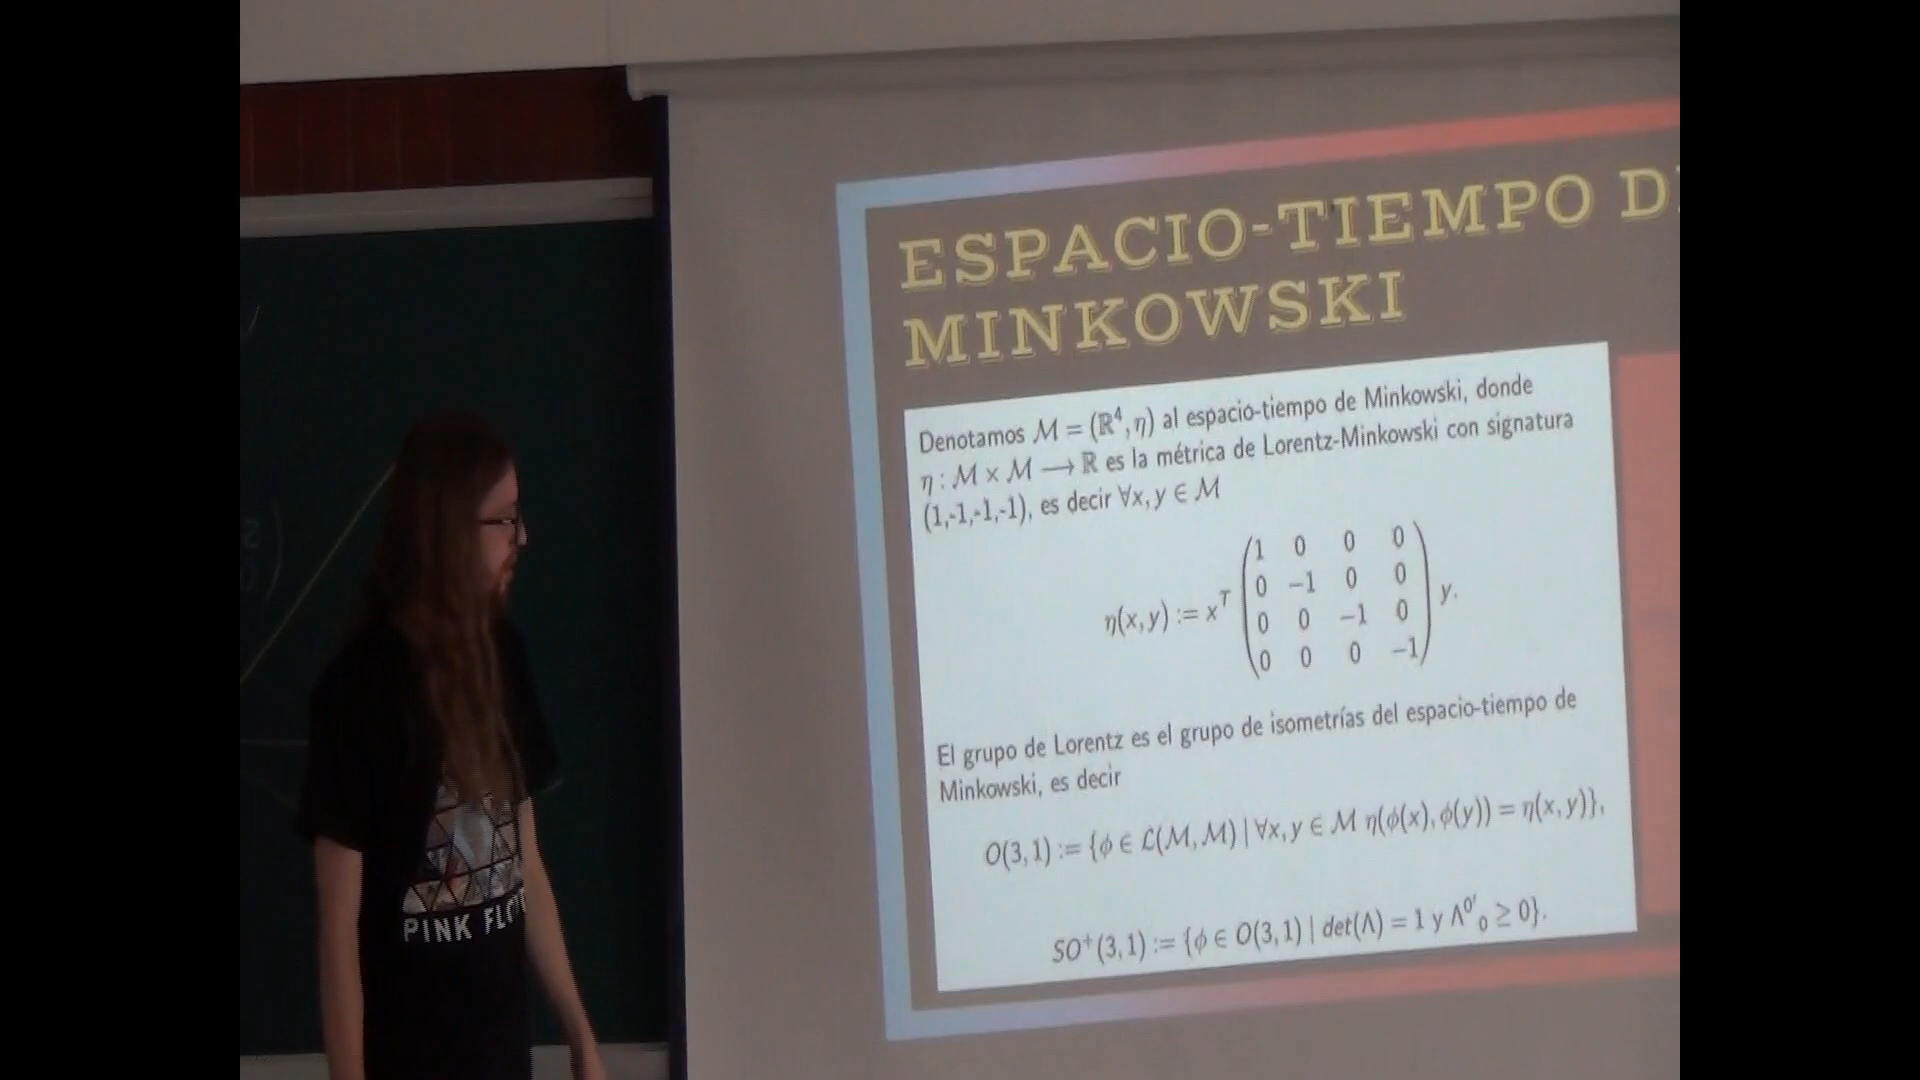 ESPACIO-TIEMPO D
MINKOWSKI
Denotamos ℳ = (ℝ⁴, η) al espacio-tiempo de Minkowski, donde
η : ℳ × ℳ ⟶ ℝ es la métrica de Lorentz-Minkowski con signatura
(1,-1,-1,-1), es decir ∀x, y ∈ ℳ
η(x, y) := xᵀ
1 0 0 0
0 −1 0 0
0 0 −1 0
0 0 0 −1
y.
El grupo de Lorentz es el grupo de isometrías del espacio-tiempo de
Minkowski, es decir
O(3, 1) := {ϕ ∈ ℒ(ℳ, ℳ) | ∀x, y ∈ ℳ η(ϕ(x), ϕ(y)) = η(x, y)},
SO⁺(3, 1) := {ϕ ∈ O(3, 1) | det(Λ) = 1 y Λ⁰′₀ ≥ 0}.
PINK FLO